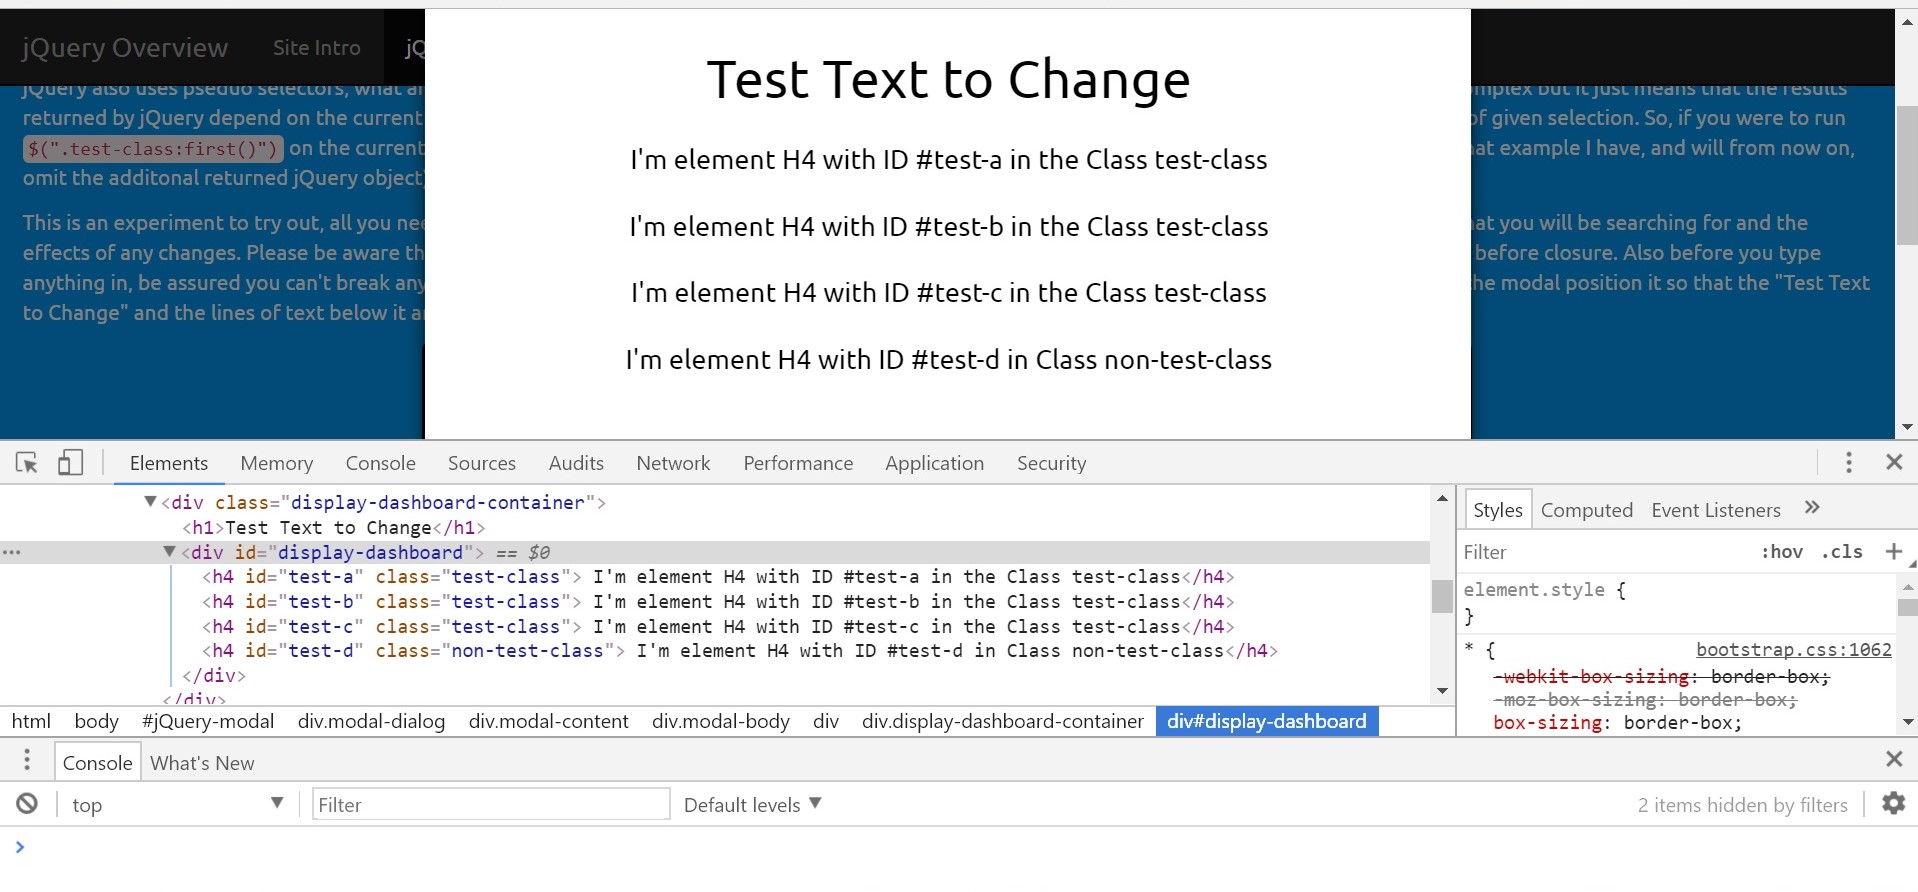 jQuery Overview Site Intro jQ
Test Text to Change
jQuery also uses pseduo selectors, what
mplex but it just means that the results
returned by jQuery depend on the current
of given selection. So, if you were to run
$(".test-class:first()") on the current
at example I have, and will from now on,
omit the additonal returned jQuery object)
I'm element H4 with ID #test-a in the Class test-class
I'm element H4 with ID #test-b in the Class test-class
I'm element H4 with ID #test-c in the Class test-class
I'm element H4 with ID #test-d in Class non-test-class
This is an experiment to try out, all you nee
at you will be searching for and the
effects of any changes. Please be aware th
before closure. Also before you type
anything in, be assured you can't break any
he modal position it so that the "Test Text
to Change" and the lines of text below it a
Elements Memory Console Sources Audits Network Performance Application Security
<div class="display-dashboard-container">
<h1>Test Text to Change</h1>
... <div id="display-dashboard"> == $0
<h4 id="test-a" class="test-class"> I'm element H4 with ID #test-a in the Class test-class</h4>
<h4 id="test-b" class="test-class"> I'm element H4 with ID #test-b in the Class test-class</h4>
<h4 id="test-c" class="test-class"> I'm element H4 with ID #test-c in the Class test-class</h4>
<h4 id="test-d" class="non-test-class"> I'm element H4 with ID #test-d in Class non-test-class</h4>
</div>
</div>
html body #jQuery-modal div.modal-dialog div.modal-content div.modal-body div div.display-dashboard-container div#display-dashboard
Styles Computed Event Listeners »
Filter :hov .cls +
element.style {
}
* { bootstrap.css:1062
-webkit-box-sizing: border-box;
-moz-box-sizing: border-box;
box-sizing: border-box;
Console What's New
top Filter Default levels 2 items hidden by filters
>